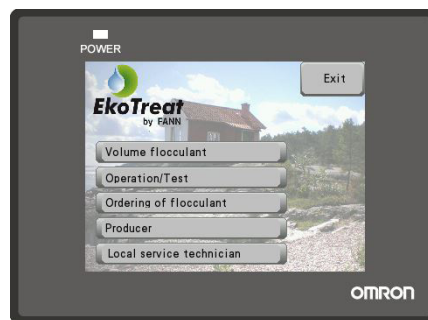 POWER
Exit
EkoTreat
by FANN
Volume flocculant
Operation/Test
Ordering of flocculant
Producer
Local service technician
OMRON